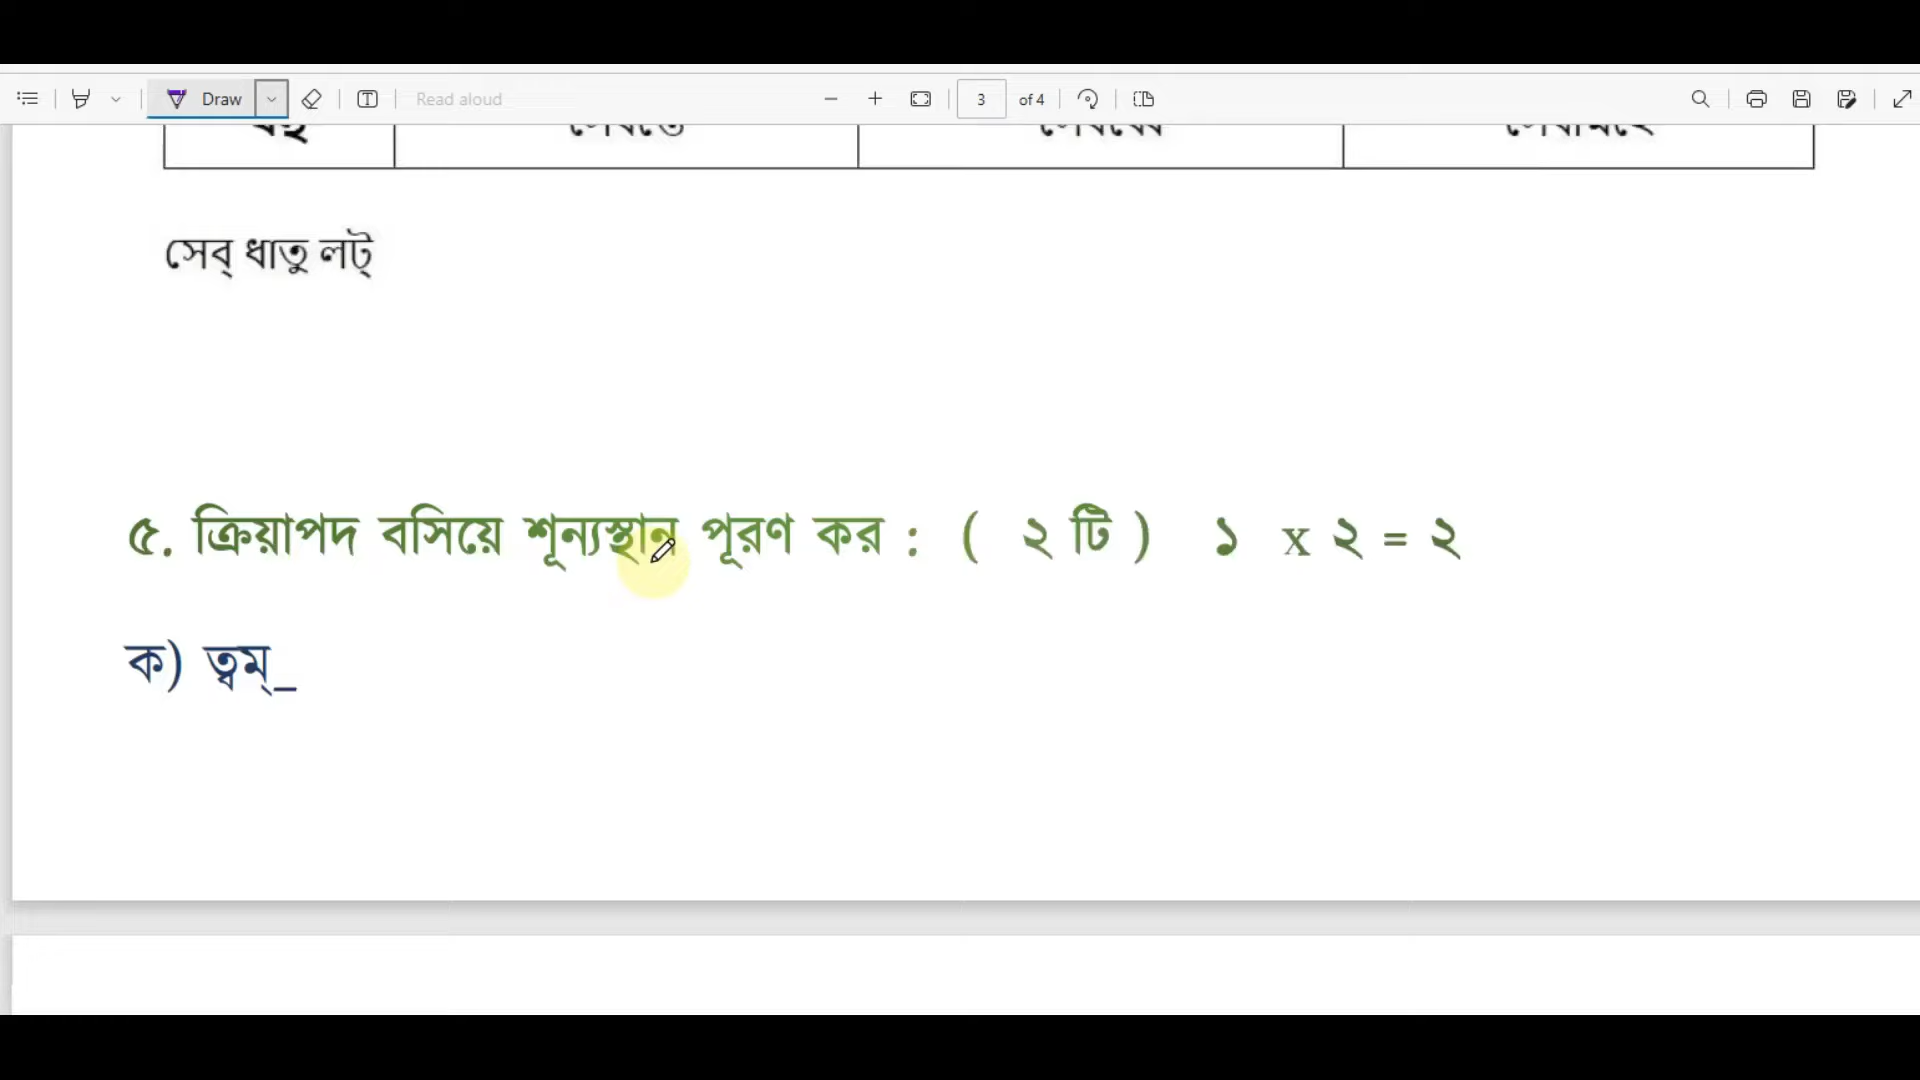 Draw
Read aloud
3 of 4
সেব্ ধাতু লট্
৫. ক্রিয়াপদ বসিয়ে শূন্যস্থান পূরণ কর : ( ২ টি ) ১ x ২ = ২
ক) ত্বম্_